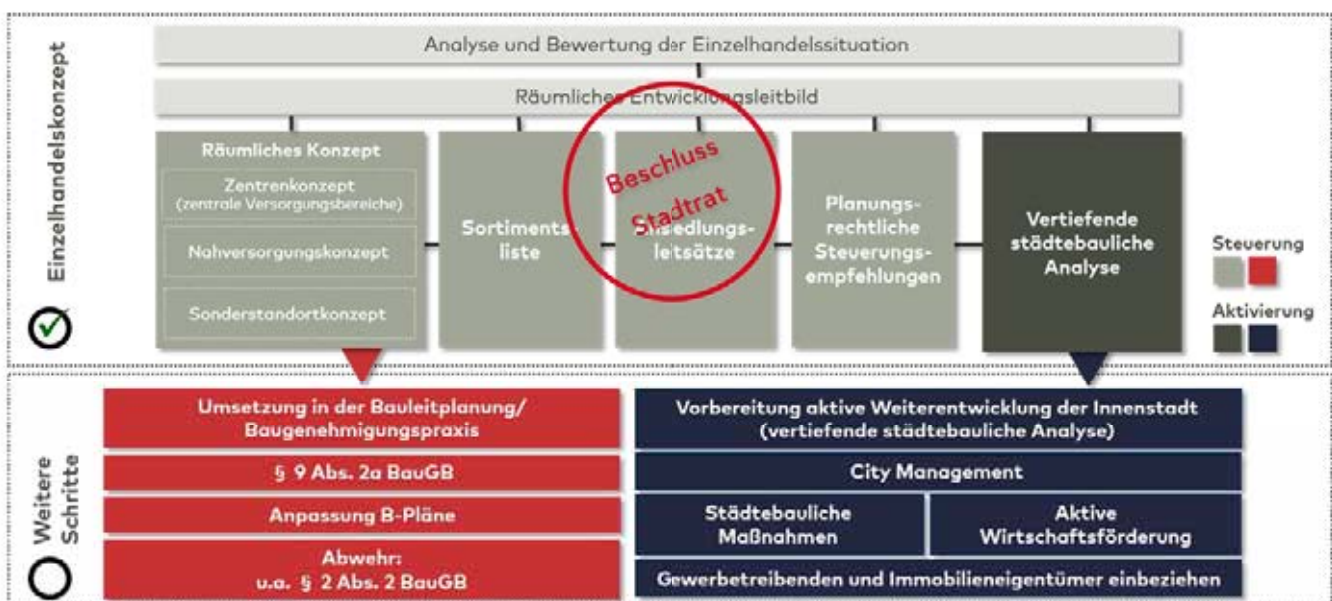 Einzelhandelskonzept
Analyse und Bewertung der Einzelhandelssituation
Räumliches Entwicklungsleitbild
Räumliches Konzept
Zentrenkonzept
(zentrale Versorgungsbereiche)
Nahversorgungskonzept
Sonderstandortkonzept
Sortiments-
liste
Beschluss
Stadtrat
leitsätze
Planungs-
rechtliche
Steuerungs-
empfehlungen
Vertiefende
städtebauliche
Analyse
Steuerung
Aktivierung
Weitere
Schritte
Umsetzung in der Bauleitplanung/
Baugenehmigungspraxis
§ 9 Abs. 2a BauGB
Anpassung B-Pläne
Abwehr:
u.a. § 2 Abs. 2 BauGB
Vorbereitung aktive Weiterentwicklung der Innenstadt
(vertiefende städtebauliche Analyse)
City Management
Städtebauliche
Maßnahmen
Aktive
Wirtschaftsförderung
Gewerbetreibenden und Immobilieneigentümer einbeziehen